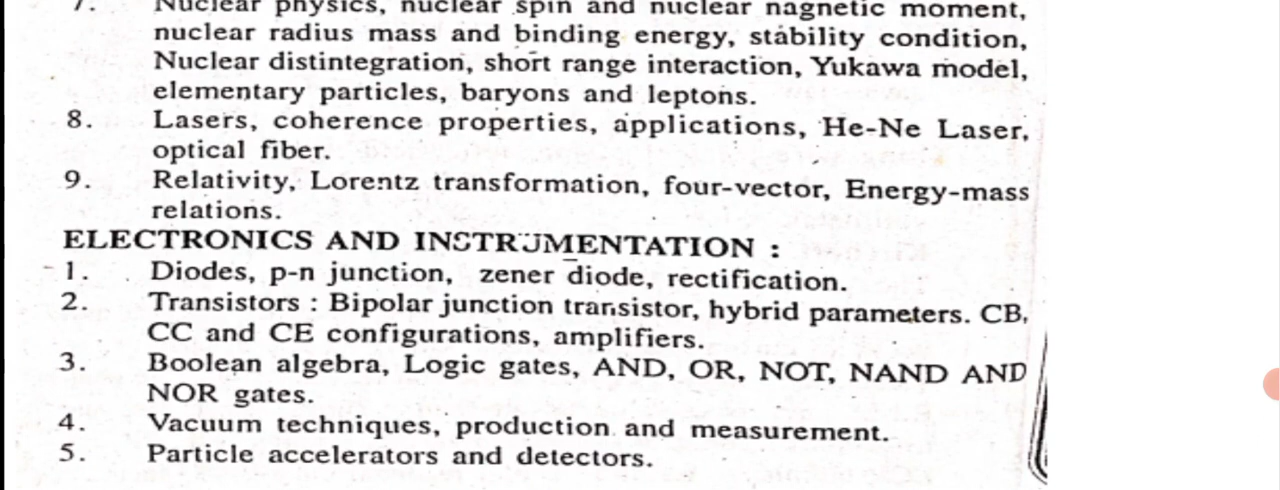 7. Nuclear physics, nuclear spin and nuclear nagnetic moment,
nuclear radius mass and binding energy, stability condition,
Nuclear distintegration, short range interaction, Yukawa model,
elementary particles, baryons and leptons.
8. Lasers, coherence properties, applications, He-Ne Laser,
optical fiber.
9. Relativity, Lorentz transformation, four-vector, Energy-mass
relations.
ELECTRONICS AND INSTRUMENTATION :
1. Diodes, p-n junction, zener diode, rectification.
2. Transistors : Bipolar junction transistor, hybrid parameters. CB,
CC and CE configurations, amplifiers.
3. Boolean algebra, Logic gates, AND, OR, NOT, NAND AND
NOR gates.
4. Vacuum techniques, production and measurement.
5. Particle accelerators and detectors.